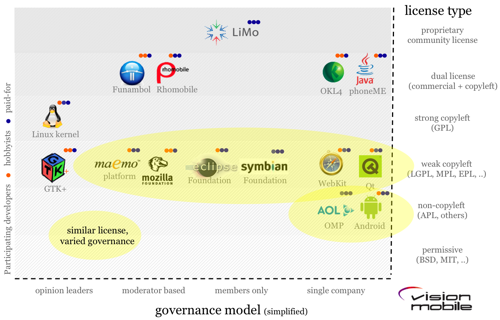 license type
LiMo
proprietary
community license
Funambol
Rhomobile
rhomobile
OKL4
phoneME
Java
dual license
(commercial + copyleft)
Linux kernel
strong copyleft
(GPL)
GTK+
maemo
platform
mozilla
FOUNDATION
eclipse
Foundation
symbian
Foundation
WebKit
Qt
weak copyleft
(LGPL, MPL, EPL, ..)
AOL
OMP
Android
non-copyleft
(APL, others)
similar license,
varied governance
permissive
(BSD, MIT, ..)
Participating developers
hobbyists
paid-for
opinion leaders
moderator based
members only
single company
governance model (simplified)
vision
mobile